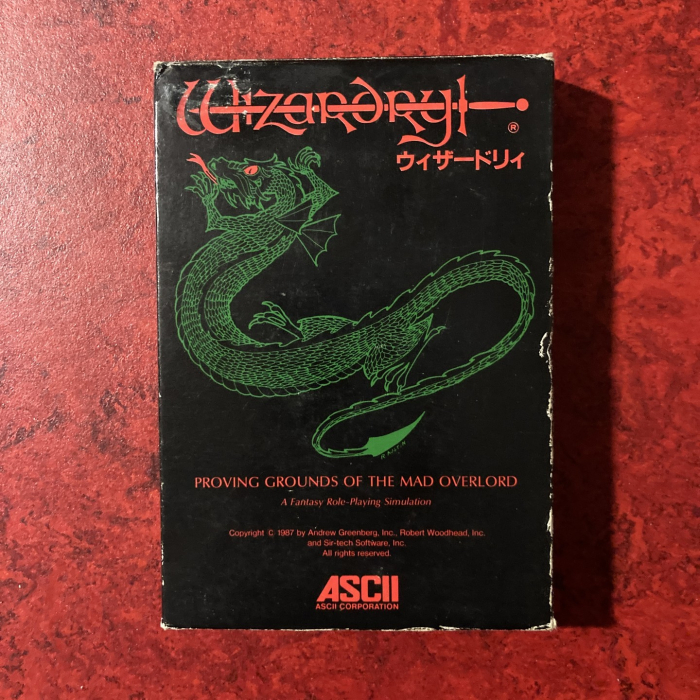 Wizardry
®
ウィザードリィ
PROVING GROUNDS OF THE MAD OVERLORD
A Fantasy Role-Playing Simulation
Copyright © 1987 by Andrew Greenberg, Inc., Robert Woodhead, Inc.
and Sir-tech Software, Inc.
All rights reserved.
ASCII
ASCII CORPORATION